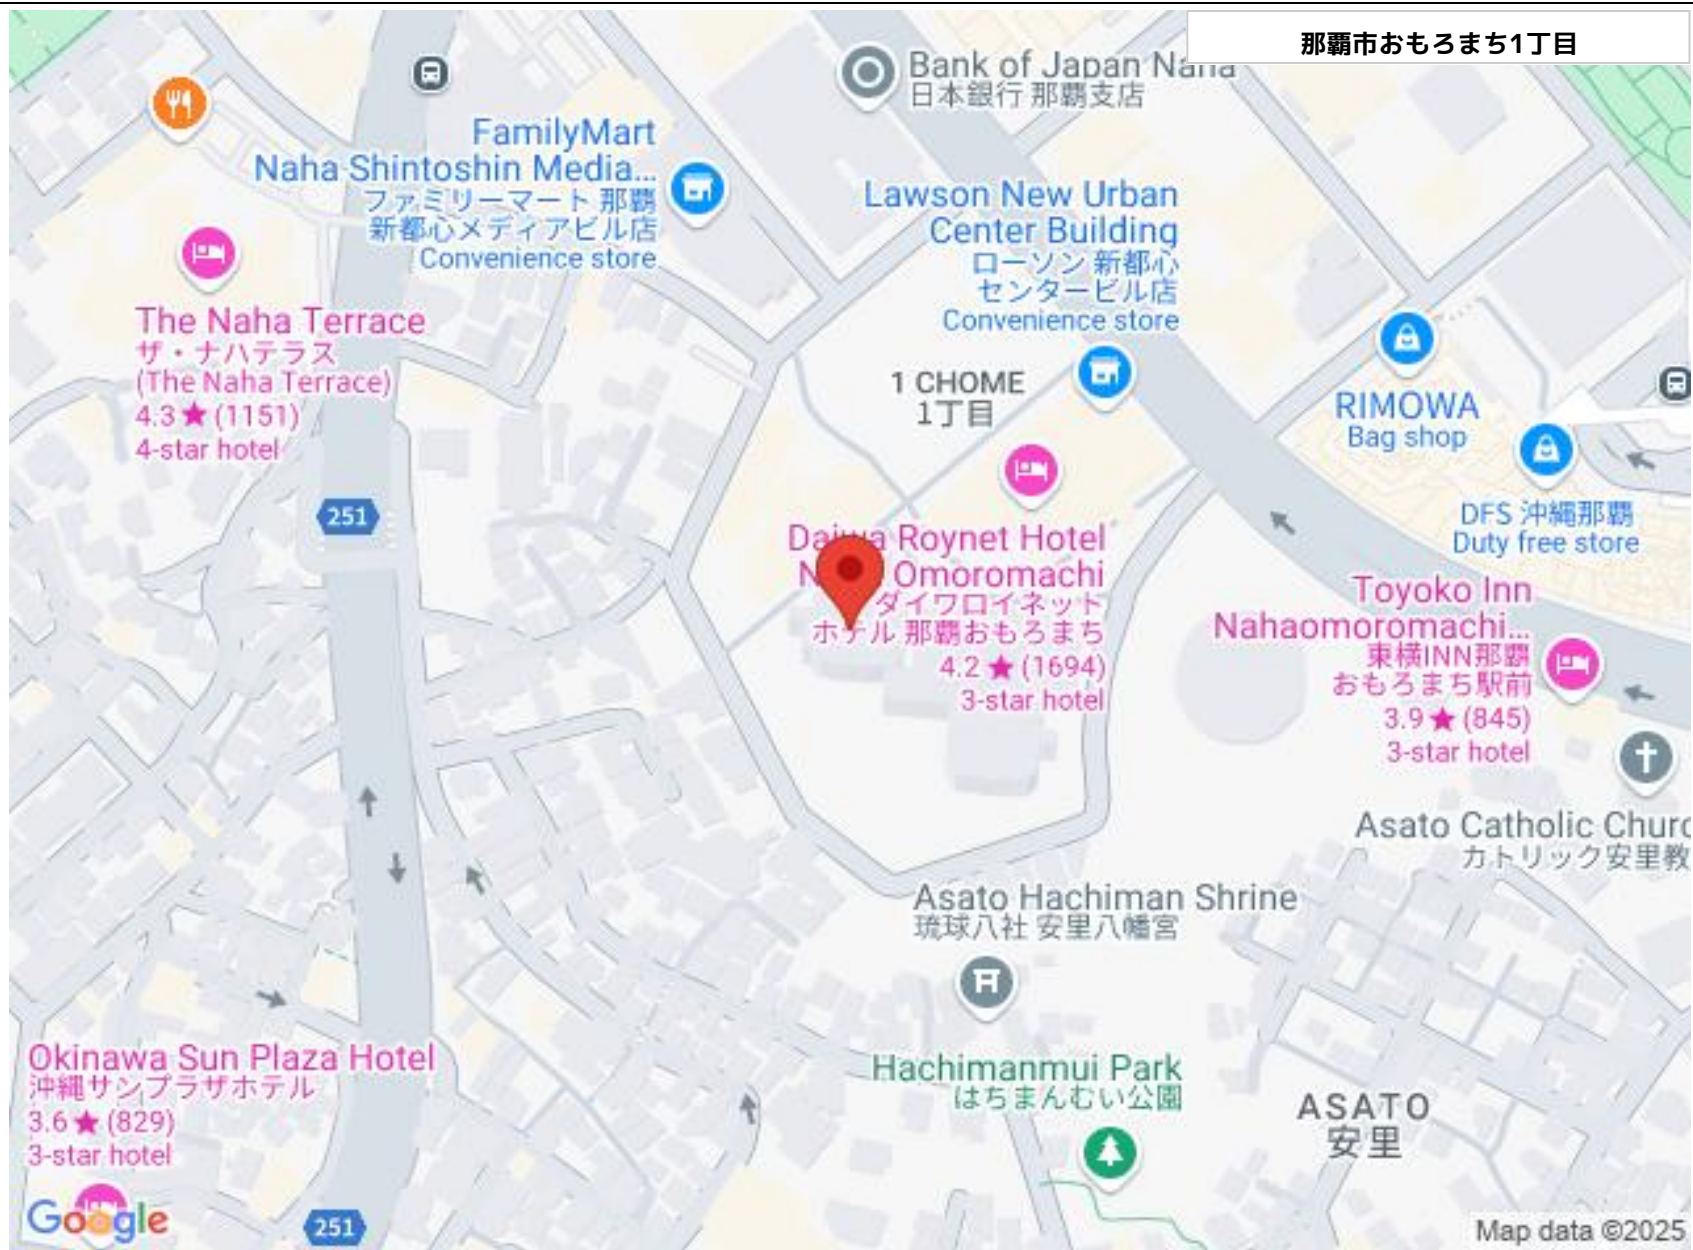 那覇市おもろまち1丁目
Bank of Japan Naha
日本銀行 那覇支店
FamilyMart
Naha Shintoshin Media...
ファミリーマート 那覇
新都心メディアビル店
Convenience store
Lawson New Urban
Center Building
ローソン 新都心
センタービル店
Convenience store
The Naha Terrace
ザ・ナハテラス
(The Naha Terrace)
4.3 ★ (1151)
4-star hotel
1 CHOME
1丁目
RIMOWA
Bag shop
251
DFS 沖縄那覇
Duty free store
Daiwa Roynet Hotel
Omoromachi
ダイワロイネット
ホテル 那覇おもろまち
4.2 ★ (1694)
3-star hotel
Toyoko Inn
Nahaomoromachi...
東横INN那覇
おもろまち駅前
3.9 ★ (845)
3-star hotel
Asato Catholic Churc
カトリック安里教
Asato Hachiman Shrine
琉球八社 安里八幡宮
Okinawa Sun Plaza Hotel
沖縄サンプラザホテル
3.6 ★ (829)
3-star hotel
Hachimanmui Park
はちまんむい公園
ASATO
安里
Google
251
Map data ©2025